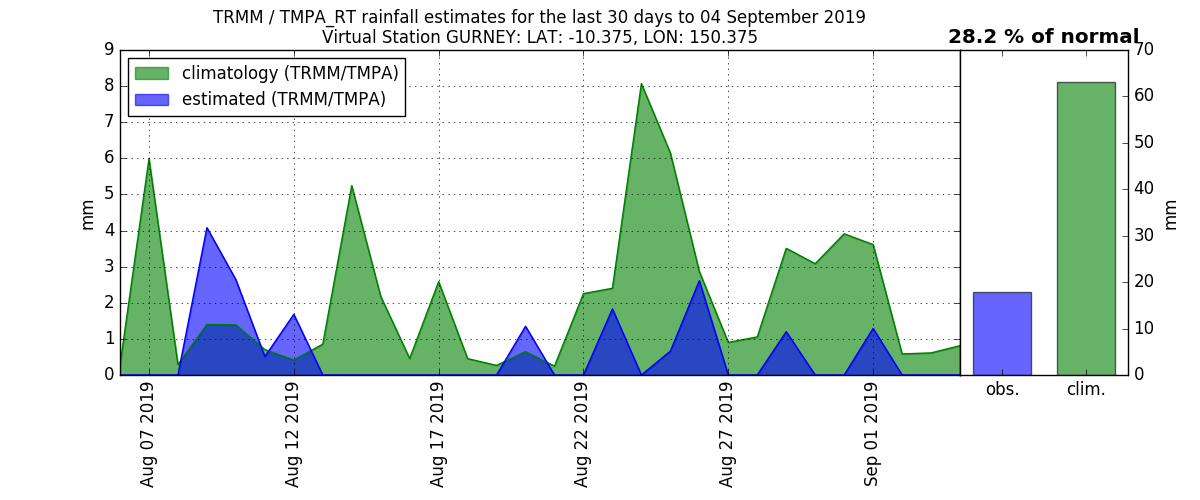 TRMM / TMPA_RT rainfall estimates for the last 30 days to 04 September 2019
Virtual Station GURNEY: LAT: -10.375, LON: 150.375
28.2 % of normal
climatology (TRMM/TMPA)
estimated (TRMM/TMPA)
mm
9
8
7
6
5
4
3
2
1
0
Aug 07 2019
Aug 12 2019
Aug 17 2019
Aug 22 2019
Aug 27 2019
Sep 01 2019
70
60
50
40
30
20
10
0
mm
obs.
clim.